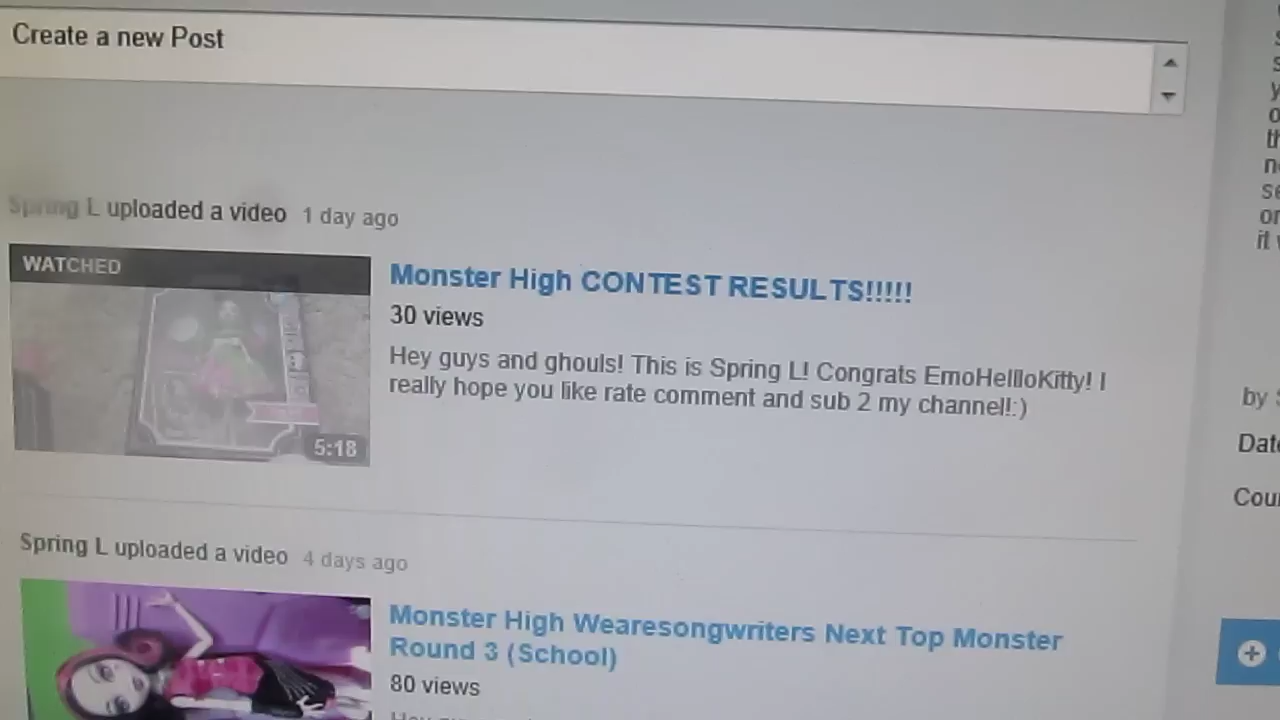 Create a new Post
Spring L uploaded a video 1 day ago
WATCHED
5:18
Monster High CONTEST RESULTS!!!!!
30 views
Hey guys and ghouls! This is Spring L! Congrats EmoHellloKitty! I
really hope you like rate comment and sub 2 my channel!:)
Spring L uploaded a video 4 days ago
Monster High Wearesongwriters Next Top Monster
Round 3 (School)
80 views
by